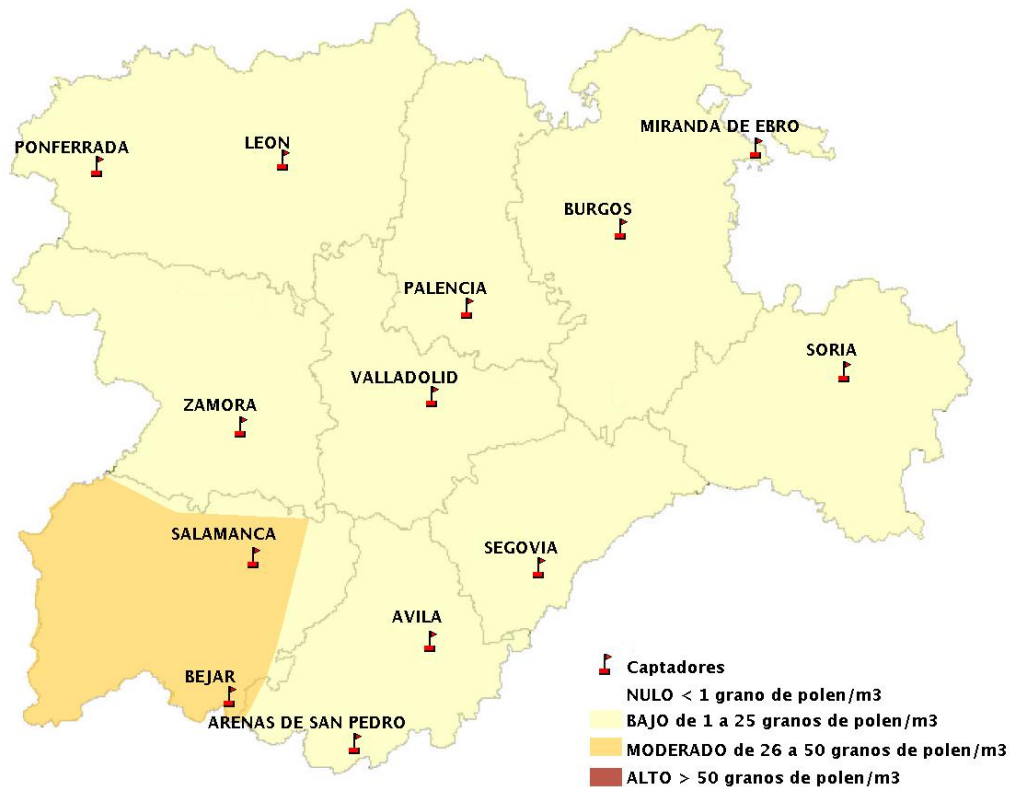 MIRANDA DE EBRO
PONFERRADA
LEON
BURGOS
PALENCIA
SORIA
VALLADOLID
ZAMORA
SALAMANCA
SEGOVIA
AVILA
BEJAR
ARENAS DE SAN PEDRO
Captadores
NULO < 1 grano de polen/m3
BAJO de 1 a 25 granos de polen/m3
MODERADO de 26 a 50 granos de polen/m3
ALTO > 50 granos de polen/m3